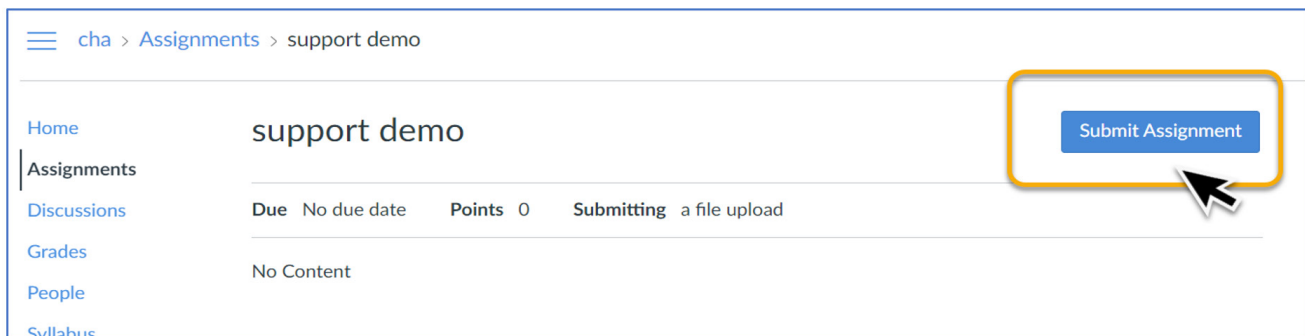 cha > Assignments > support demo
Home
Assignments
Discussions
Grades
People
Syllabus
support demo
Submit Assignment
Due No due date Points 0 Submitting a file upload
No Content